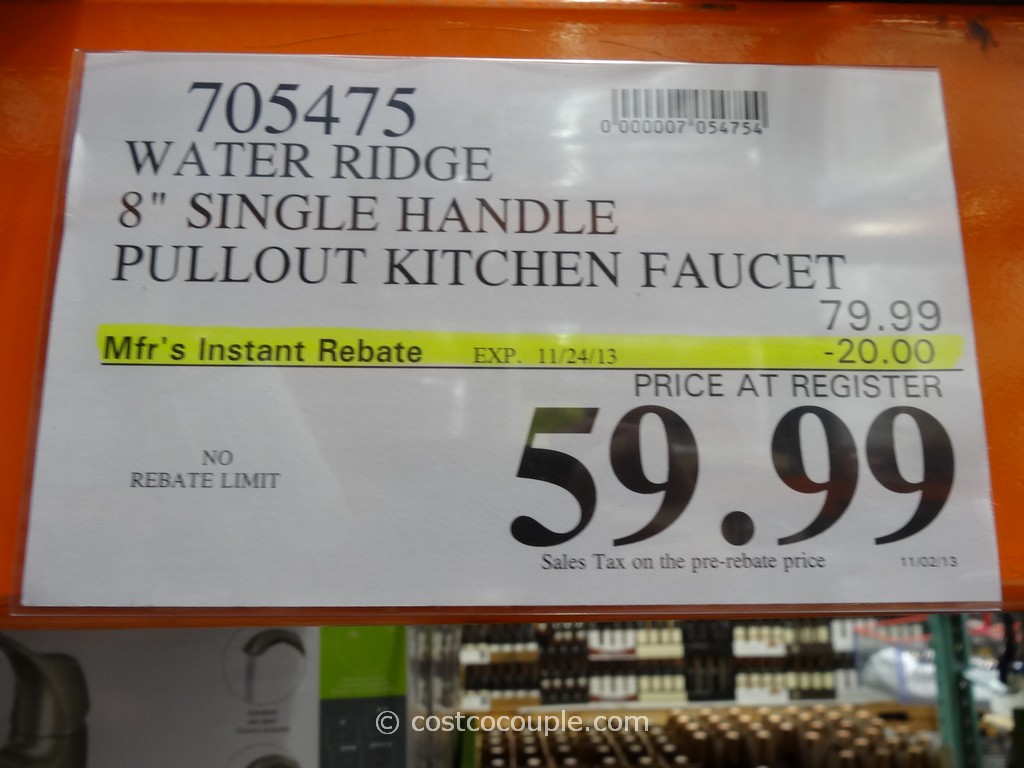 705475
0 000007 054754
WATER RIDGE
8" SINGLE HANDLE
PULLOUT KITCHEN FAUCET
79.99
Mfr's Instant Rebate EXP. 11/24/13 -20.00
PRICE AT REGISTER
59.99
NO
REBATE LIMIT
Sales Tax on the pre-rebate price 11/02/13
© costcocouple.com